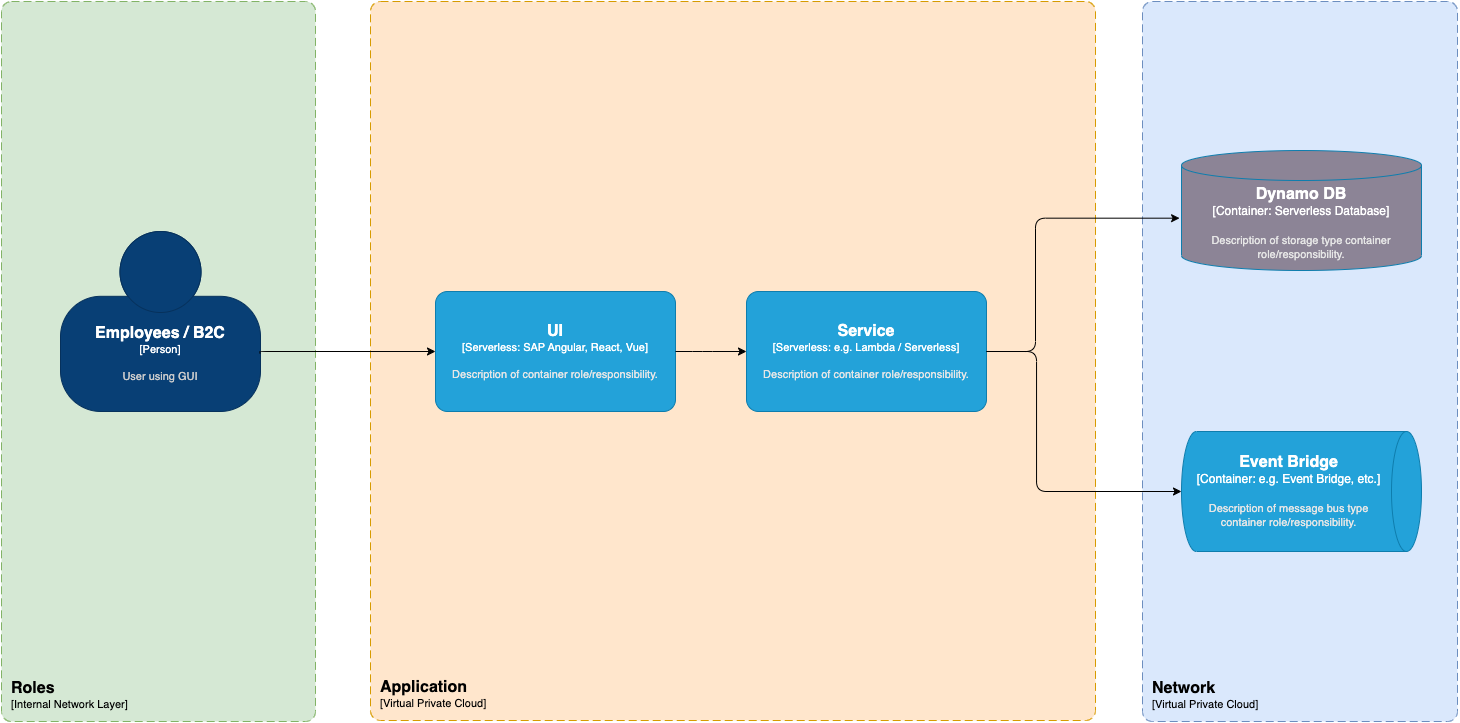 Employees / B2C
[Person]
User using GUI
Roles
[Internal Network Layer]
UI
[Serverless: SAP Angular, React, Vue]
Description of container role/responsibility.
Service
[Serverless: e.g. Lambda / Serverless]
Description of container role/responsibility.
Application
[Virtual Private Cloud]
Dynamo DB
[Container: Serverless Database]
Description of storage type container
role/responsibility.
Event Bridge
[Container: e.g. Event Bridge, etc.]
Description of message bus type
container role/responsibility.
Network
[Virtual Private Cloud]